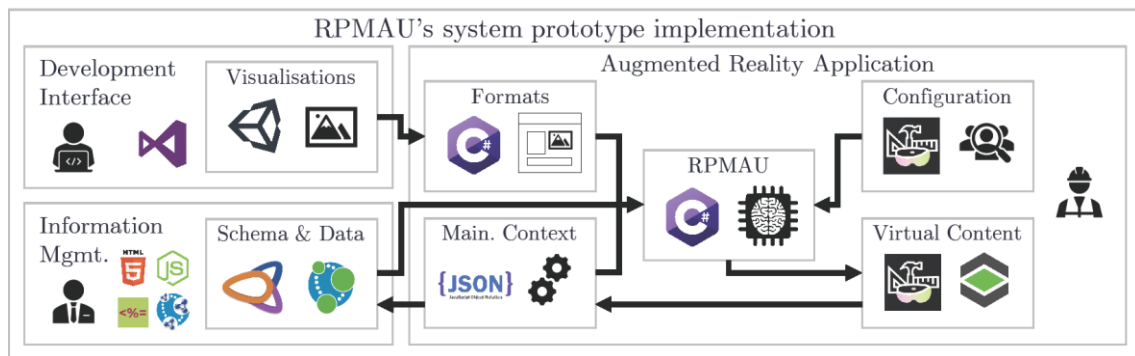 RPMAU's system prototype implementation
Development
Interface
Visualisations
Augmented Reality Application
Formats
C#
Configuration
RPMAU
C#
Information
Mgmt.
HTML
5
JS
<%=
Schema & Data
Main. Context
{JSON}
JavaScript Object Notation
Virtual Content